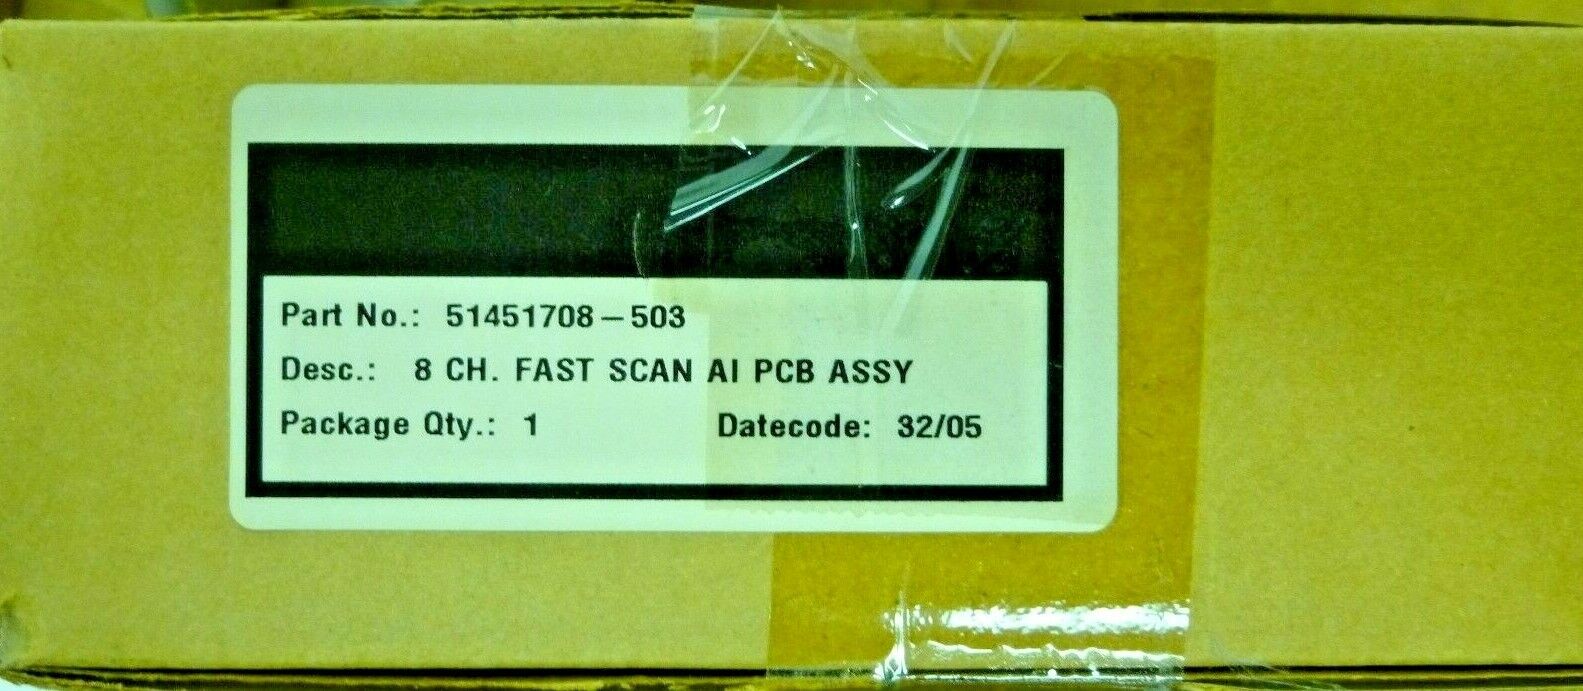 Part No.: 51451708-503
Desc.: 8 CH. FAST SCAN AI PCB ASSY
Package Qty.: 1 Datecode: 32/05